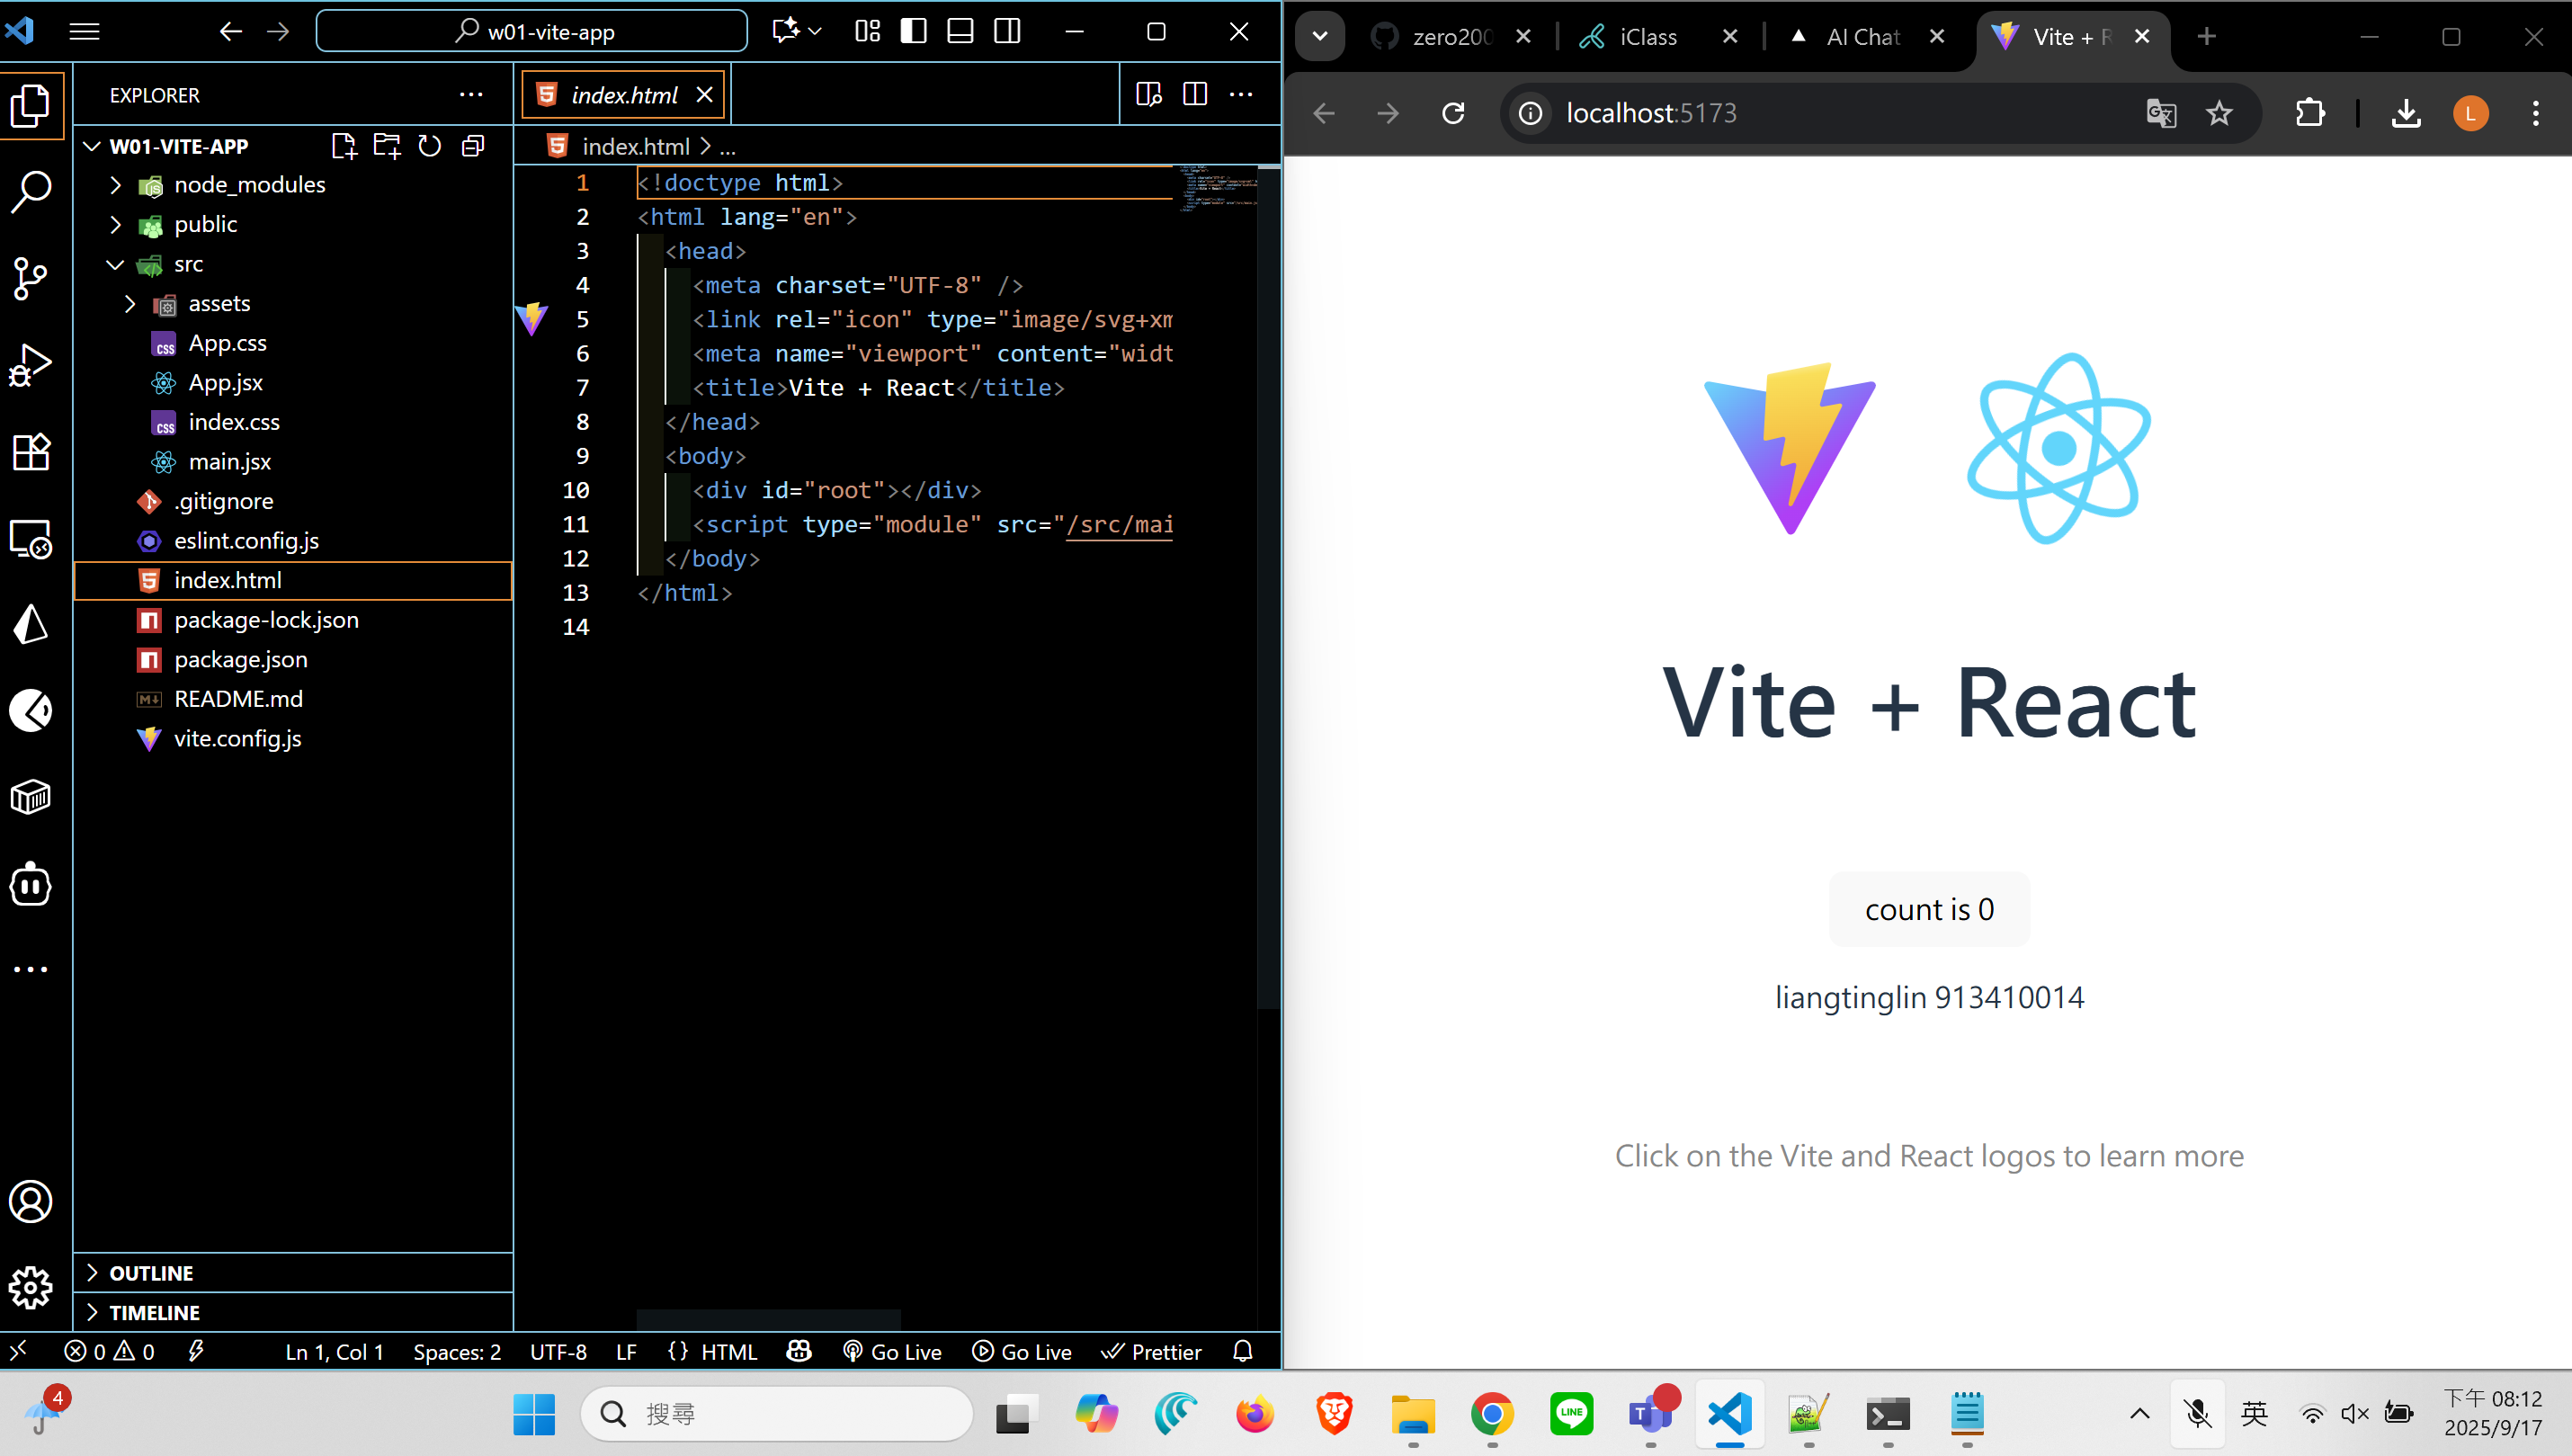 w01-vite-app
EXPLORER
W01-VITE-APP
node_modules
public
src
assets
App.css
App.jsx
index.css
main.jsx
.gitignore
eslint.config.js
index.html
package-lock.json
package.json
README.md
vite.config.js
OUTLINE
TIMELINE
index.html
index.html > ...
1 <!doctype html>
2 <html lang="en">
3 <head>
4 <meta charset="UTF-8" />
5 <link rel="icon" type="image/svg+xm
6 <meta name="viewport" content="widt
7 <title>Vite + React</title>
8 </head>
9 <body>
10 <div id="root"></div>
11 <script type="module" src="/src/mai
12 </body>
13 </html>
14
0 0 Ln 1, Col 1 Spaces: 2 UTF-8 LF {} HTML Go Live Go Live Prettier
zero200 iClass AI Chat Vite + R
localhost:5173
L
Vite + React
count is 0
liangtinglin 913410014
Click on the Vite and React logos to learn more
4
搜尋
LINE
英
下午 08:12
2025/9/17